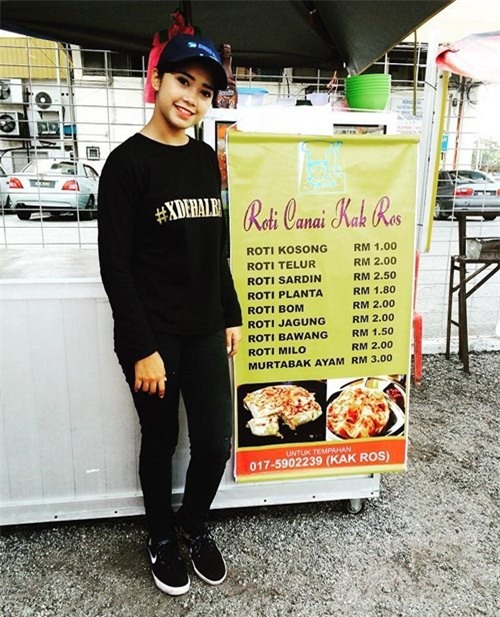 #XDEHAL
Roti Canai Kak Ros
ROTI KOSONG RM 1.00
ROTI TELUR RM 2.00
ROTI SARDIN RM 2.50
ROTI PLANTA RM 1.80
ROTI BOM RM 2.00
ROTI JAGUNG RM 2.00
ROTI BAWANG RM 1.50
ROTI MILO RM 2.00
MURTABAK AYAM RM 3.00
UNTUK TEMPAHAN
017-5902239 (KAK ROS)